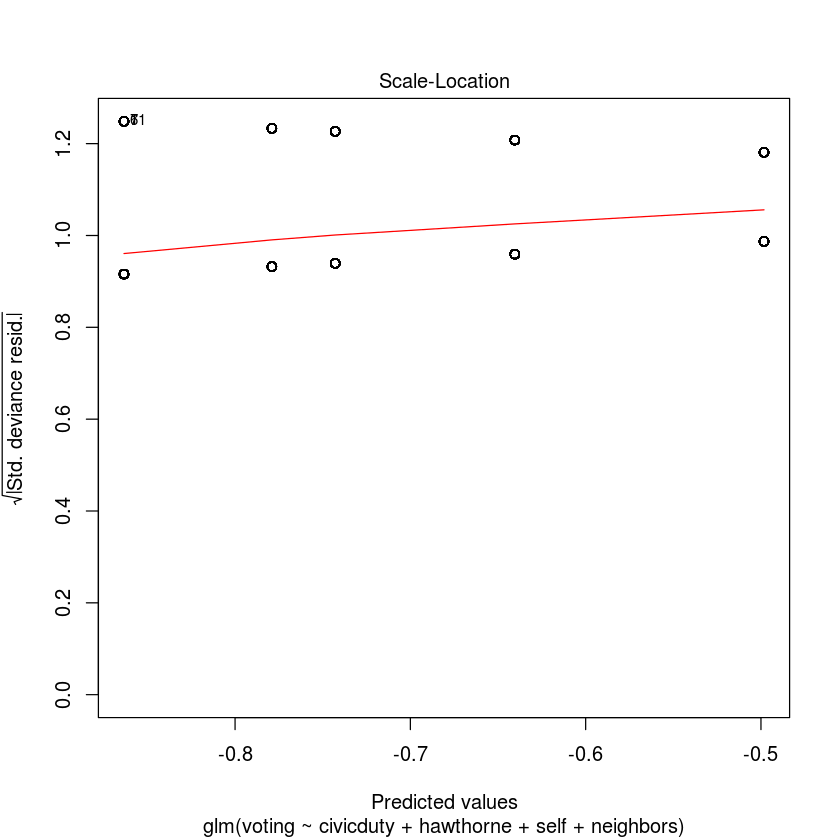 Scale-Location
√|Std. deviance resid.|
1.2
1.0
0.8
0.6
0.4
0.2
0.0
-0.8
-0.7
-0.6
-0.5
Predicted values
glm(voting ~ civicduty + hawthorne + self + neighbors)